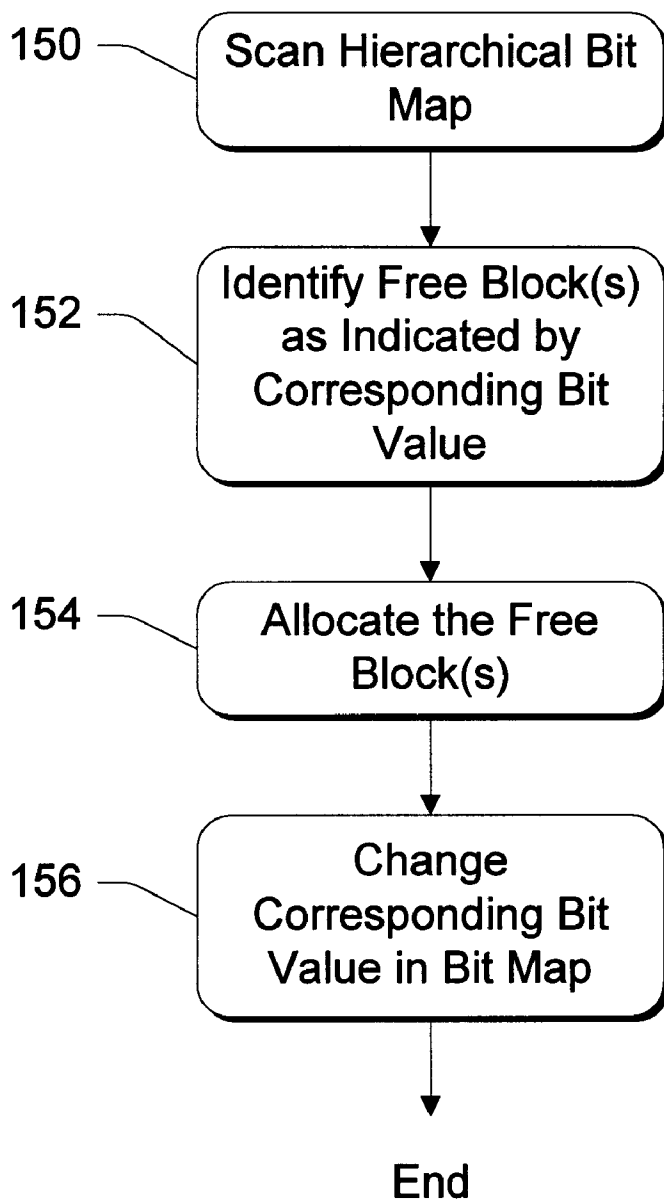 150
Scan Hierarchical Bit
Map
152
Identify Free Block(s)
as Indicated by
Corresponding Bit
Value
154
Allocate the Free
Block(s)
156
Change
Corresponding Bit
Value in Bit Map
End